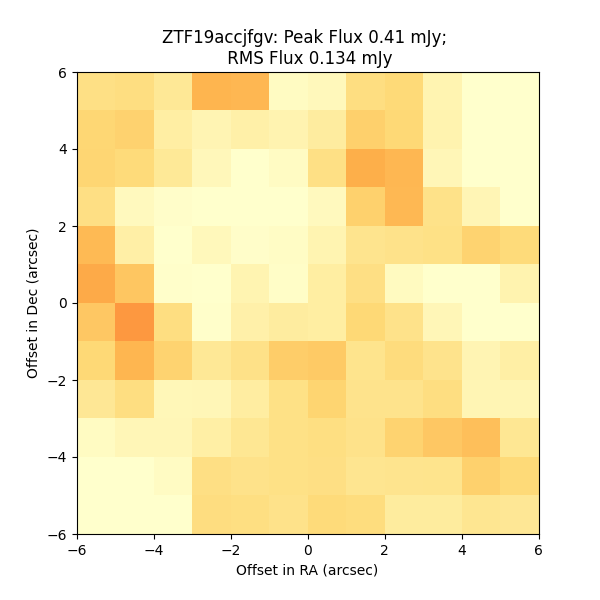 ZTF19accjfgv: Peak Flux 0.41 mJy;
RMS Flux 0.134 mJy
6
4
2
0
−2
−4
−6
Offset in Dec (arcsec)
−6 −4 −2 0 2 4 6
Offset in RA (arcsec)